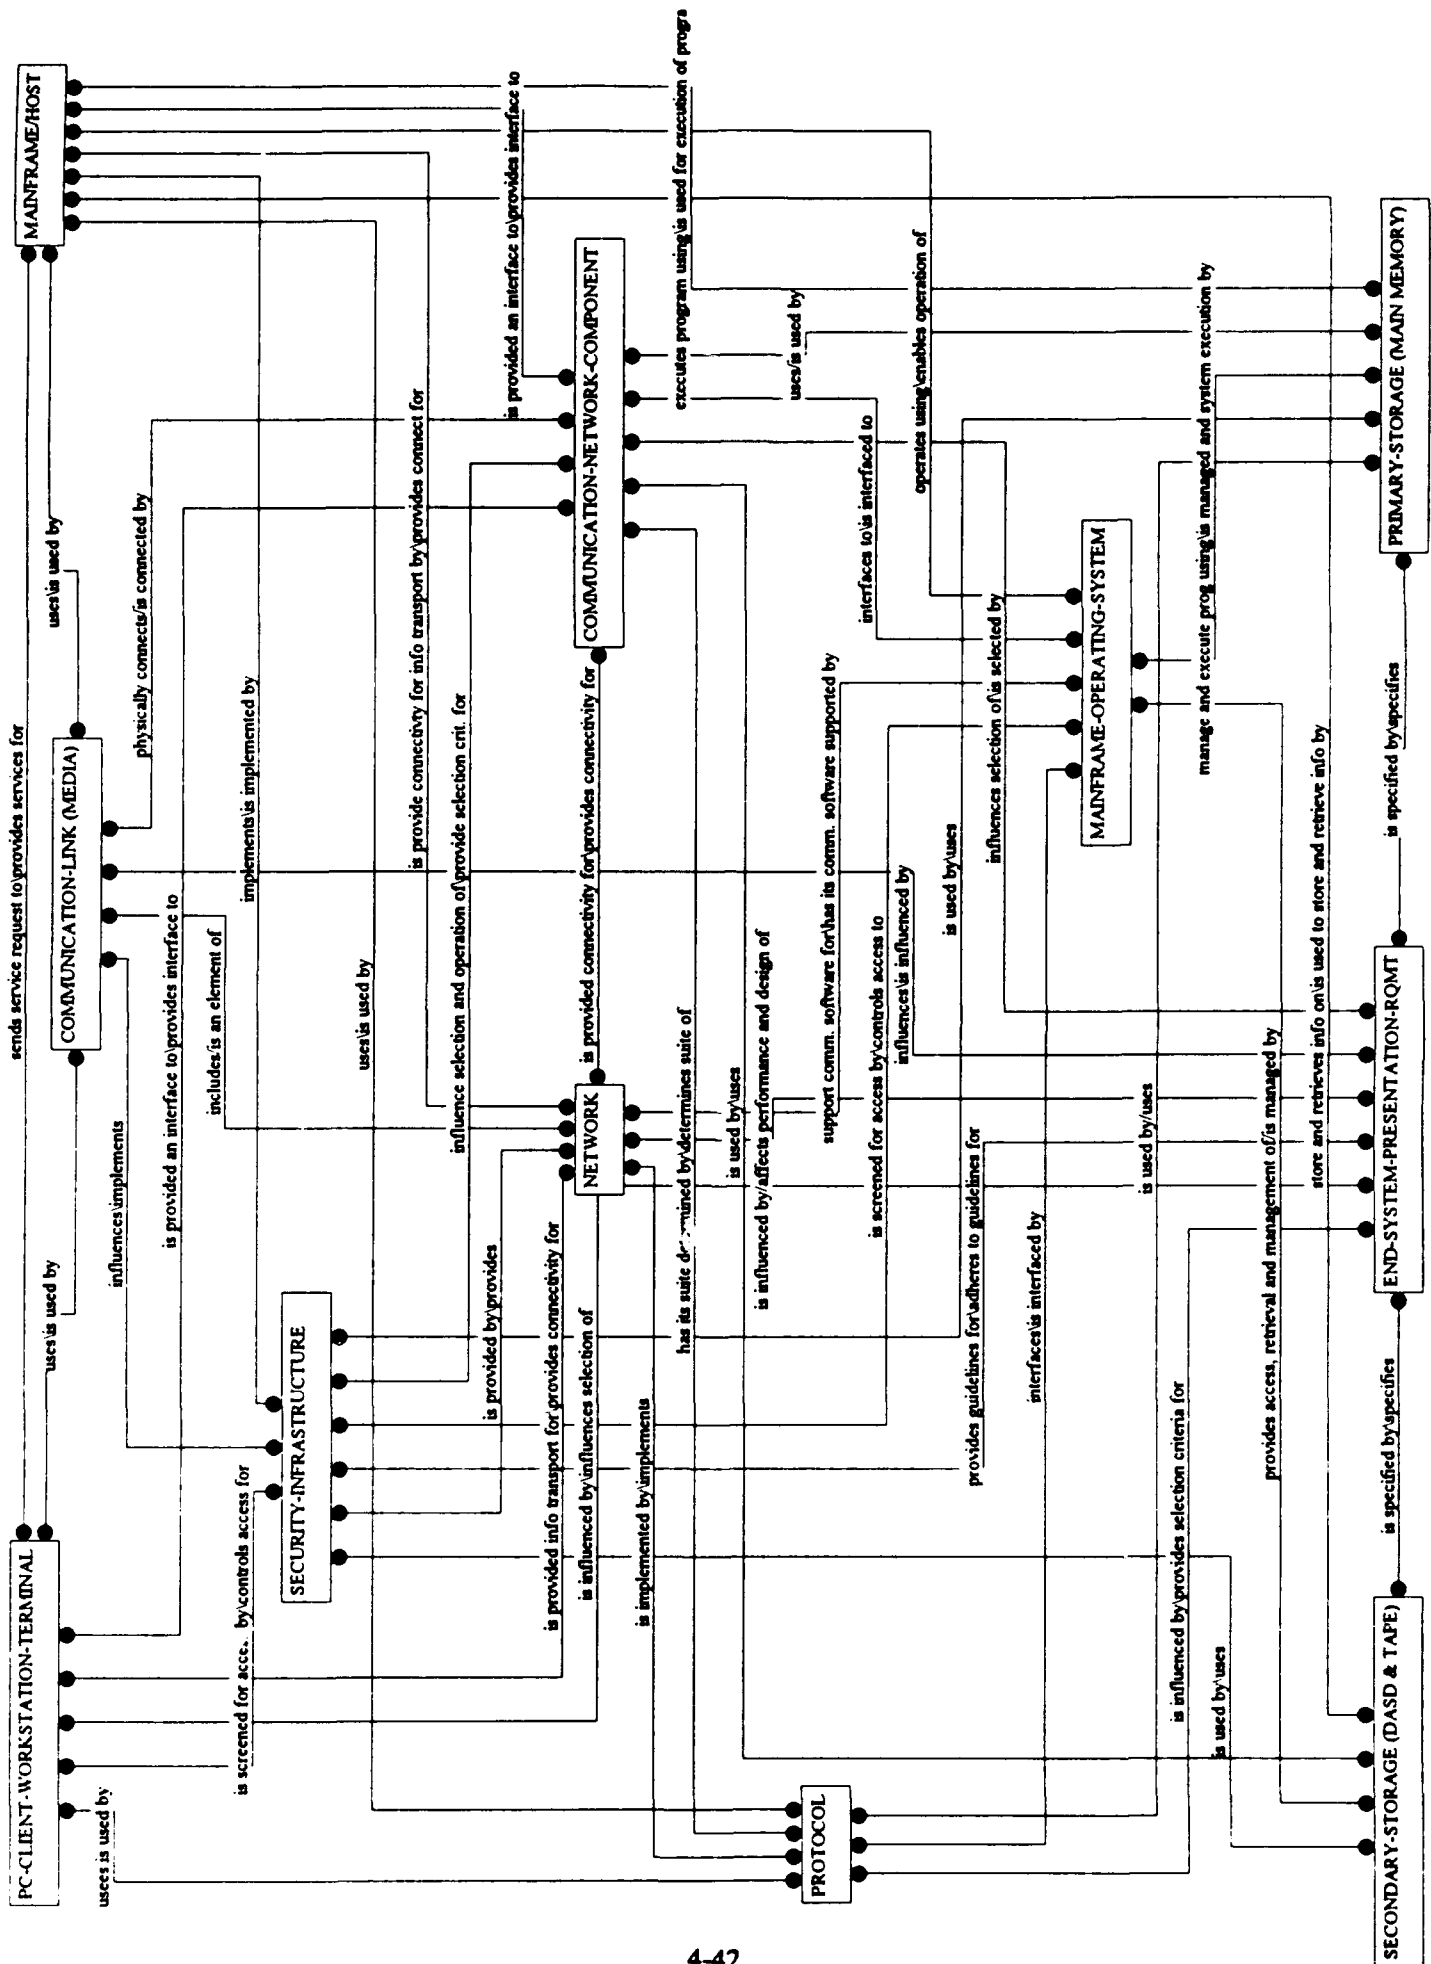 PC-CLIENT-WORKSTATION-TERMINAL
MAINFRAME/HOST
sends service request to\provides services for
uses\is used by
uses\is used by
COMMUNICATION-LINK (MEDIA)
usees is used by
influences\implements
physically connects/is connected by
is provided an interface to\provides interface to
includes/is an element of
is screened for by\controls access for
implements\is implemented by
SECURITY-INFRASTRUCTURE
uses\is used by
is provide connectivity for info transport by\provides connect for
influence selection and operation of\provide selection crit. for
is provided by\provides
is provided an interface to\provides interface to
is provided info transport for\provides connectivity for
is influenced by\influences selection of
is provided connectivity for\provides connectivity for
NETWORK
COMMUNICATION-NETWORK-COMPONENT
is implemented by\implements
has its suite by\determines suite of
executes program using\is used for execution of progra
is used by\uses
is influenced by/affects performance and design of
uses/is used by
PROTOCOL
support comm. software for\has its comm. software supported by
interfaces to\is interfaced to
is screened for access by\controls access to
influences\is influenced by
operates using\enables operation of
is used by\uses
provides guidelines for\adheres to guidelines for
influences selection of\is selected by
interfaces\is interfaced by
MAINFRAME-OPERATING-SYSTEM
is used by/uses
is influenced by\provides selection criteria for
manage and execute prog using\is managed and system execution by
is used by\uses
provides access, retrieval and management of/is managed by
store and retrieves info on\is used to store and retrieve info by
is specified by\specifies
is specified by\specifies
SECONDARY-STORAGE (DASD & TAPE)
END-SYSTEM-PRESENTATION-RQMT
PRIMARY-STORAGE (MAIN MEMORY)
4-42